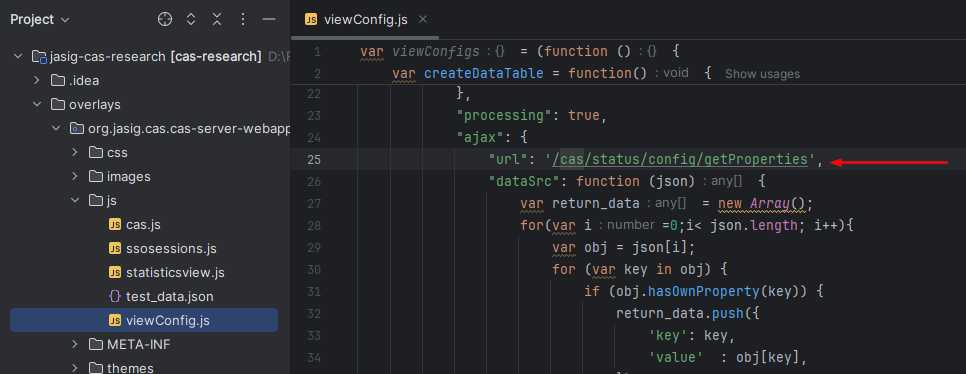 Project
jasig-cas-research [cas-research]
.idea
overlays
org.jasig.cas.cas-server-webapp
css
images
js
JS cas.js
JS ssosessions.js
JS statisticsview.js
{} test_data.json
JS viewConfig.js
META-INF
themes
JS viewConfig.js
1 var viewConfigs : {} = (function () : {} {
2 var createDataTable = function() : void { Show usages
22 },
23 "processing": true,
24 "ajax": {
25 "url": '/cas/status/config/getProperties',
26 "dataSrc": function (json) : any[] {
27 var return_data : any[] = new Array();
28 for(var i : number =0;i< json.length; i++){
29 var obj = json[i];
30 for (var key in obj) {
31 if (obj.hasOwnProperty(key)) {
32 return_data.push({
33 'key': key,
34 'value' : obj[key],